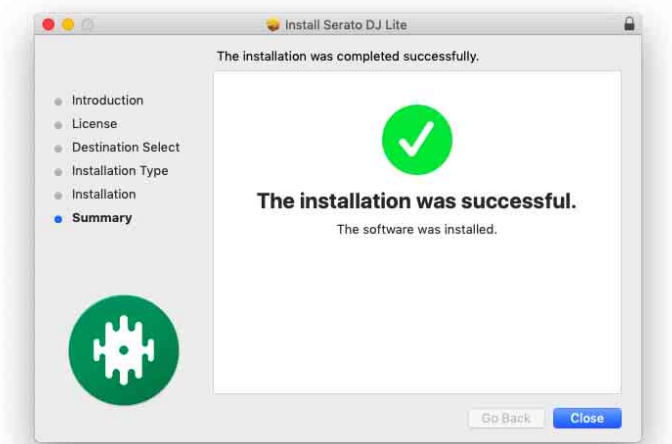 Install Serato DJ Lite
The installation was completed successfully.
Introduction
License
Destination Select
Installation Type
Installation
Summary
The installation was successful.
The software was installed.
Go Back
Close